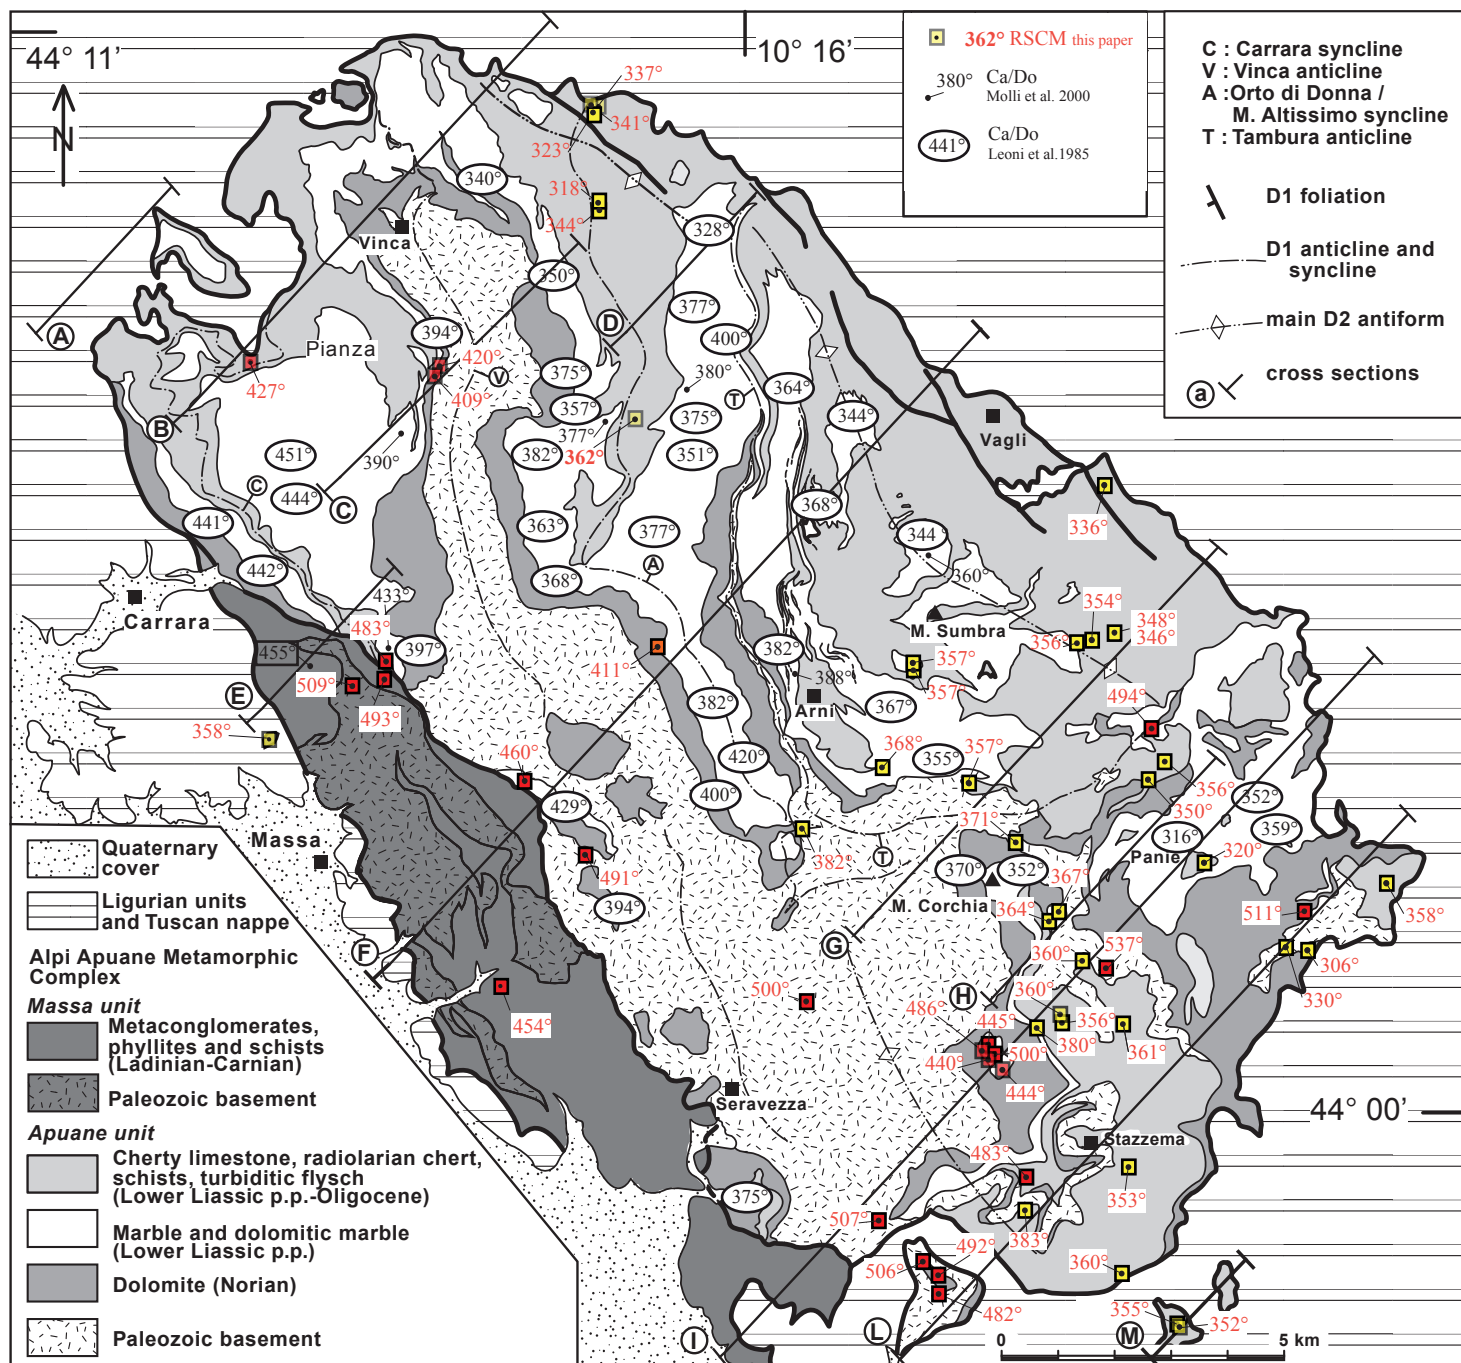 44° 11'
10° 16'
N
362° RSCM this paper
380° Ca/Do
Molli et al. 2000
441° Ca/Do
Leoni et al.1985
C : Carrara syncline
V : Vinca anticline
A :Orto di Donna /
M. Altissimo syncline
T : Tambura anticline
D1 foliation
D1 anticline and
syncline
main D2 antiform
a cross sections
337°
341°
323°
340°
318°
344°
328°
Vinca
350°
377°
D
A
394°
400°
Pianza
420°
380°
427°
375°
V
364°
409°
T
357°
344°
B
375°
Vagli
377°
451°
390°
382°
362°
351°
444°
C
C
368°
336°
441°
363°
377°
344°
442°
368°
A
360°
433°
Carrara
354°
348°
483°
M. Sumbra
356°
346°
455°
397°
411°
382°
357°
509°
388°
357°
E
493°
382°
Arni
367°
494°
358°
460°
420°
368°
355°
357°
356°
400°
350°
352°
429°
371°
316°
359°
Massa
382°
T
Panie
320°
491°
370°
352°
367°
394°
M. Corchia
364°
511°
358°
F
G
360°
537°
306°
500°
H
360°
330°
454°
486°
445°
356°
380°
361°
440°
500°
444°
Seravezza
44° 00'
Stazzema
483°
375°
353°
507°
383°
492°
506°
360°
482°
355°
352°
I
L
M
0
5 km
Quaternary
cover
Ligurian units
and Tuscan nappe
Alpi Apuane Metamorphic
Complex
Massa unit
Metaconglomerates,
phyllites and schists
(Ladinian-Carnian)
Paleozoic basement
Apuane unit
Cherty limestone, radiolarian chert,
schists, turbiditic flysch
(Lower Liassic p.p.-Oligocene)
Marble and dolomitic marble
(Lower Liassic p.p.)
Dolomite (Norian)
Paleozoic basement